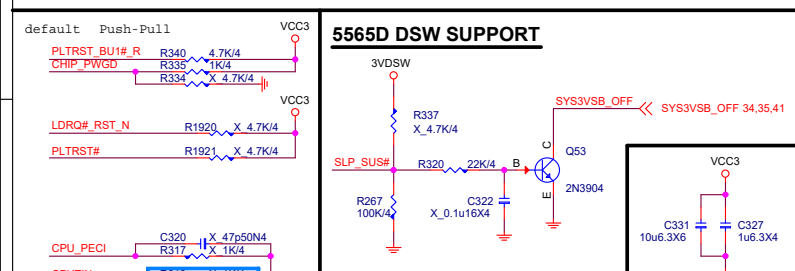 default Push-Pull
VCC3
PLTRST_BU1#_R
R340 4.7K/4
CHIP_PWGD
R335 1K/4
R334 X_4.7K/4
VCC3
LDRQ#_RST_N
R1920 X_4.7K/4
PLTRST#
R1921 X_4.7K/4
C320 X_47p50N4
CPU_PECI
R317 X_1K/4
5565D DSW SUPPORT
3VDSW
R337
X_4.7K/4
SYS3VSB_OFF
SYS3VSB_OFF 34,35,41
SLP_SUS#
R320 22K/4
B
C
E
Q53
2N3904
R267
100K/4
C322
X_0.1u16X4
VCC3
C331
10u6.3X6
C327
1u6.3X4